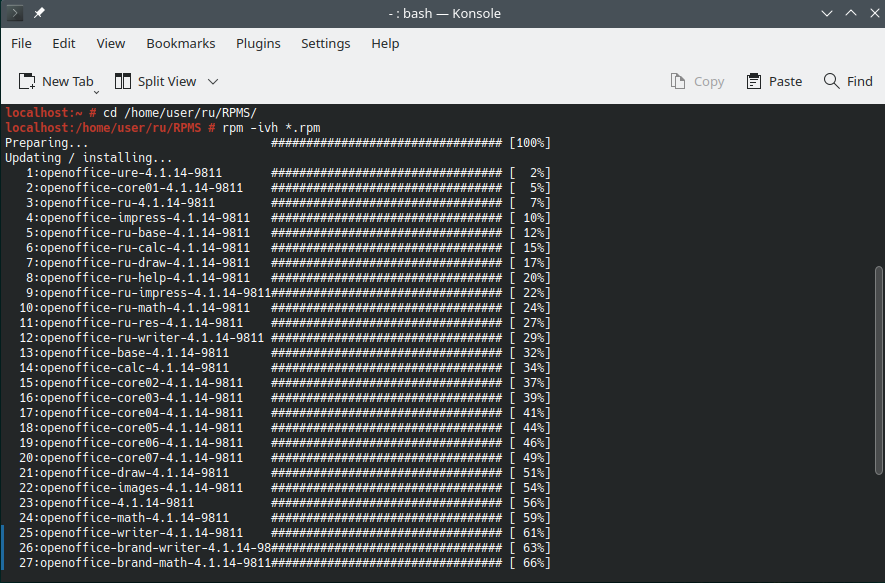 - : bash — Konsole
File Edit View Bookmarks Plugins Settings Help
New Tab Split View Copy Paste Find
localhost:~ # cd /home/user/ru/RPMS/
localhost:/home/user/ru/RPMS # rpm -ivh *.rpm
Preparing... ################################# [100%]
Updating / installing...
1:openoffice-ure-4.1.14-9811 ################################# [ 2%]
2:openoffice-core01-4.1.14-9811 ################################# [ 5%]
3:openoffice-ru-4.1.14-9811 ################################# [ 7%]
4:openoffice-impress-4.1.14-9811 ################################# [ 10%]
5:openoffice-ru-base-4.1.14-9811 ################################# [ 12%]
6:openoffice-ru-calc-4.1.14-9811 ################################# [ 15%]
7:openoffice-ru-draw-4.1.14-9811 ################################# [ 17%]
8:openoffice-ru-help-4.1.14-9811 ################################# [ 20%]
9:openoffice-ru-impress-4.1.14-9811################################# [ 22%]
10:openoffice-ru-math-4.1.14-9811 ################################# [ 24%]
11:openoffice-ru-res-4.1.14-9811 ################################# [ 27%]
12:openoffice-ru-writer-4.1.14-9811 ################################# [ 29%]
13:openoffice-base-4.1.14-9811 ################################# [ 32%]
14:openoffice-calc-4.1.14-9811 ################################# [ 34%]
15:openoffice-core02-4.1.14-9811 ################################# [ 37%]
16:openoffice-core03-4.1.14-9811 ################################# [ 39%]
17:openoffice-core04-4.1.14-9811 ################################# [ 41%]
18:openoffice-core05-4.1.14-9811 ################################# [ 44%]
19:openoffice-core06-4.1.14-9811 ################################# [ 46%]
20:openoffice-core07-4.1.14-9811 ################################# [ 49%]
21:openoffice-draw-4.1.14-9811 ################################# [ 51%]
22:openoffice-images-4.1.14-9811 ################################# [ 54%]
23:openoffice-4.1.14-9811 ################################# [ 56%]
24:openoffice-math-4.1.14-9811 ################################# [ 59%]
25:openoffice-writer-4.1.14-9811 ################################# [ 61%]
26:openoffice-brand-writer-4.1.14-98################################# [ 63%]
27:openoffice-brand-math-4.1.14-9811################################# [ 66%]